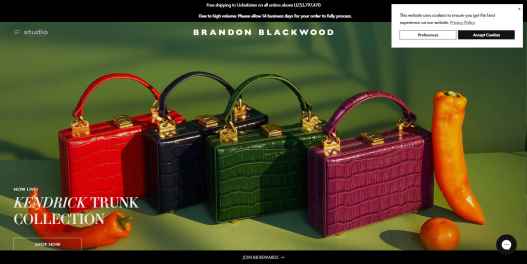 Free shipping to Uzbekistan on all orders above UZS3,797,470
Due to high volume: Please allow 14 business days for your order to fully process.
studio
BRANDON BLACKWOOD
×
This website uses cookies to ensure you get the best
experience on our website. Privacy Policy
Preferences
Accept Cookies
NOW LIVE!
KENDRICK TRUNK
COLLECTION
SHOP NOW
JOIN BB REWARDS